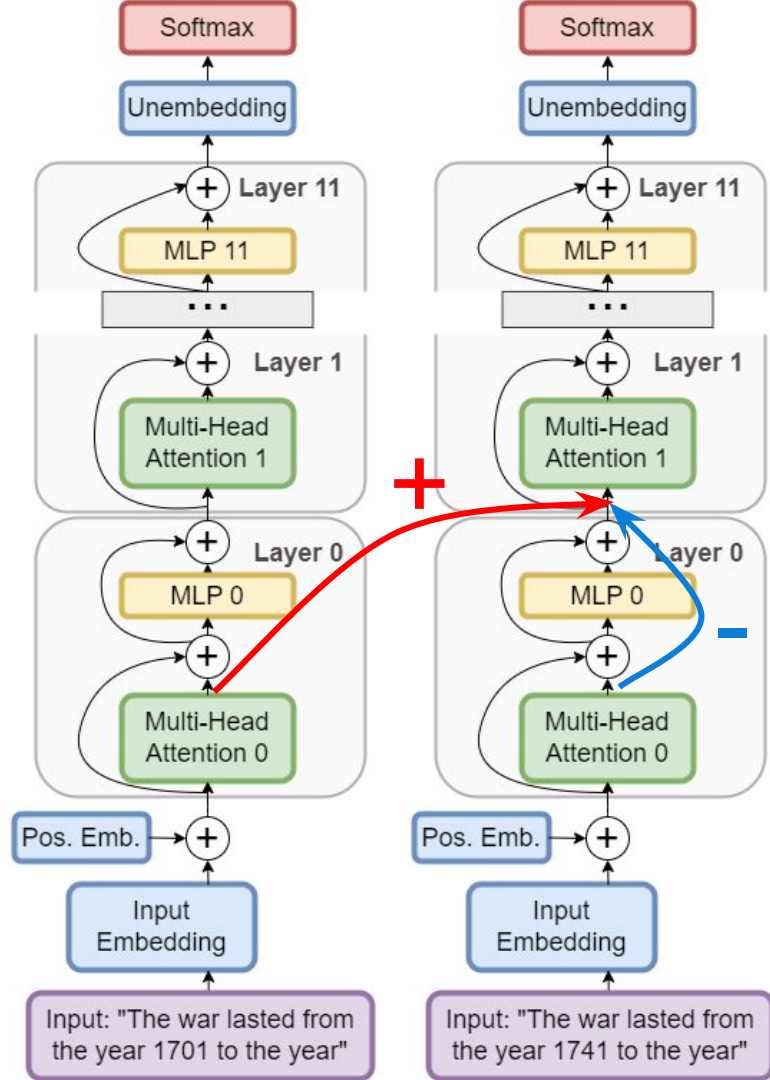 Softmax
Unembedding
+
Layer 11
MLP 11
...
+
Layer 1
Multi-Head
Attention 1
+
Layer 0
MLP 0
+
Multi-Head
Attention 0
Pos. Emb.
+
Input
Embedding
Input: "The war lasted from
the year 1701 to the year"
+
Softmax
Unembedding
+
Layer 11
MLP 11
...
+
Layer 1
Multi-Head
Attention 1
+
Layer 0
MLP 0
-
+
Multi-Head
Attention 0
Pos. Emb.
+
Input
Embedding
Input: "The war lasted from
the year 1741 to the year"